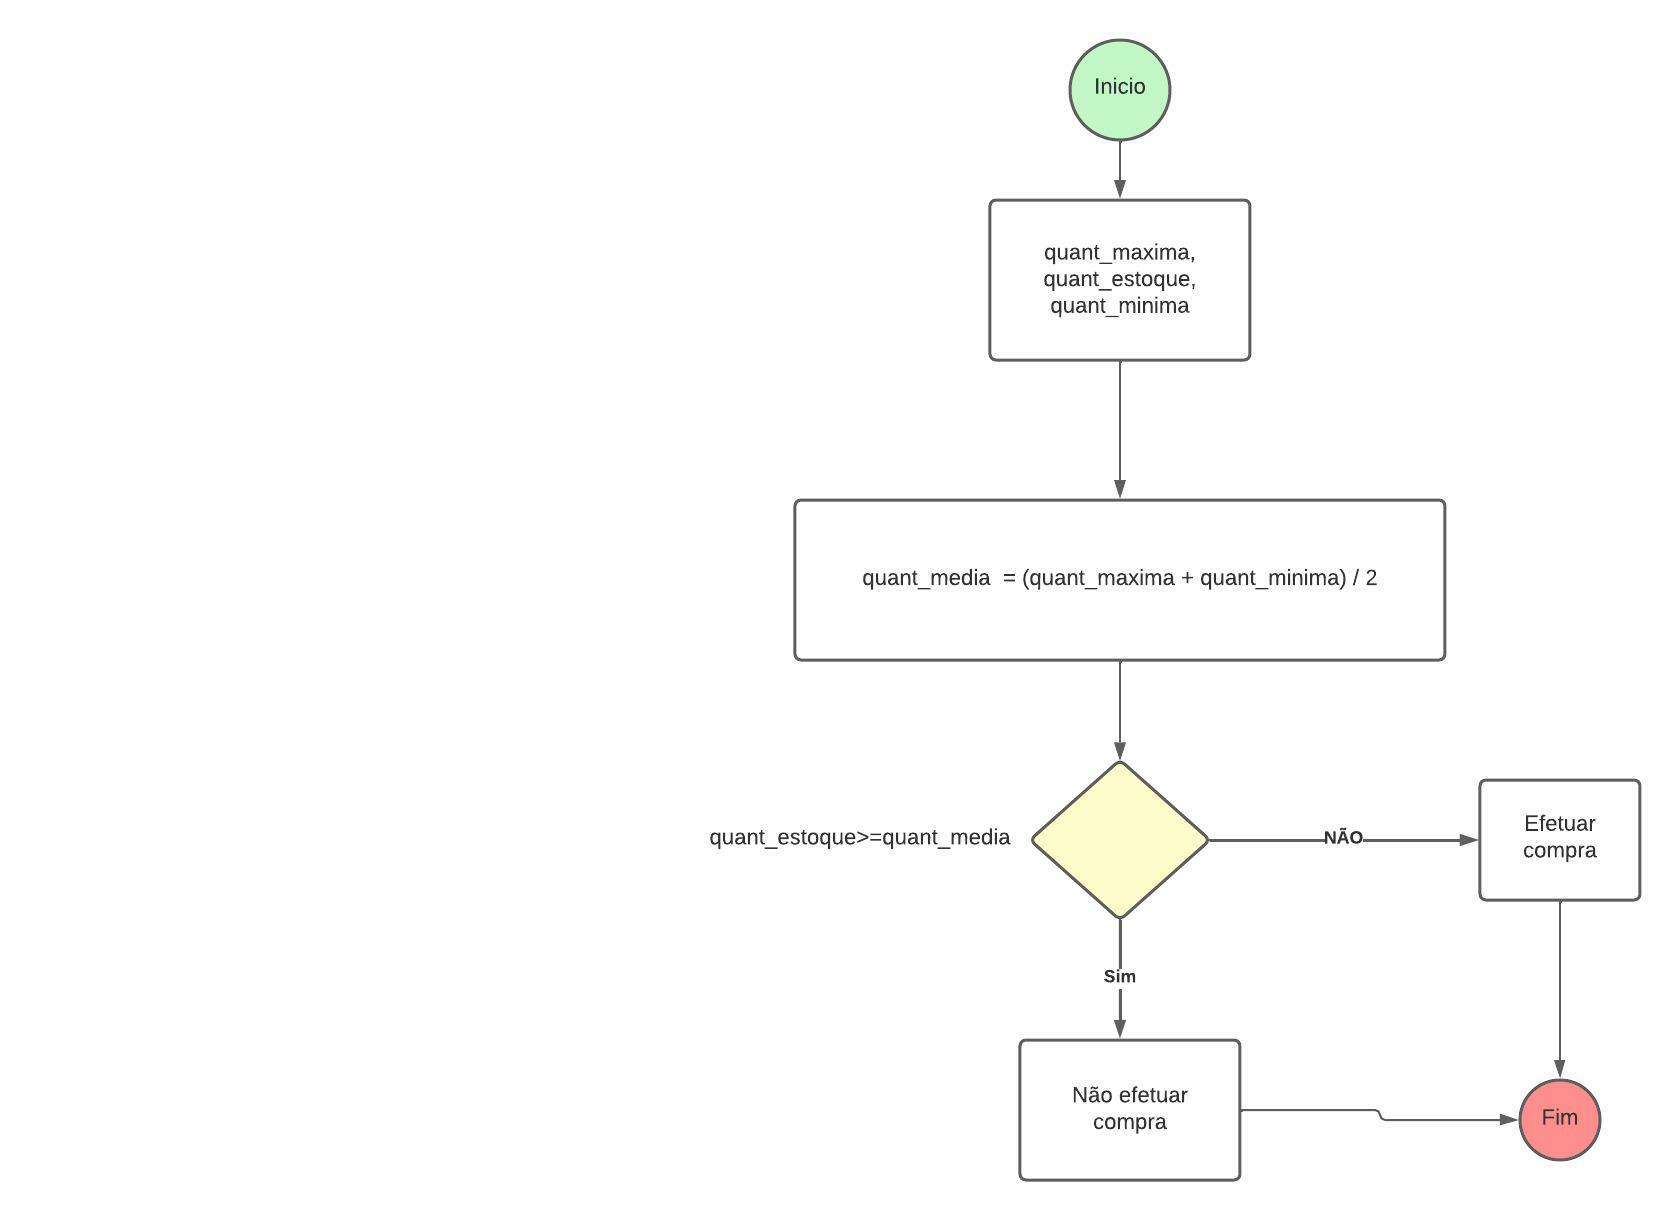 Inicio
quant_maxima,
quant_estoque,
quant_minima
quant_media  = (quant_maxima + quant_minima) / 2
quant_estoque>=quant_media
NÃO
Efetuar
compra
Sim
Não efetuar
compra
Fim